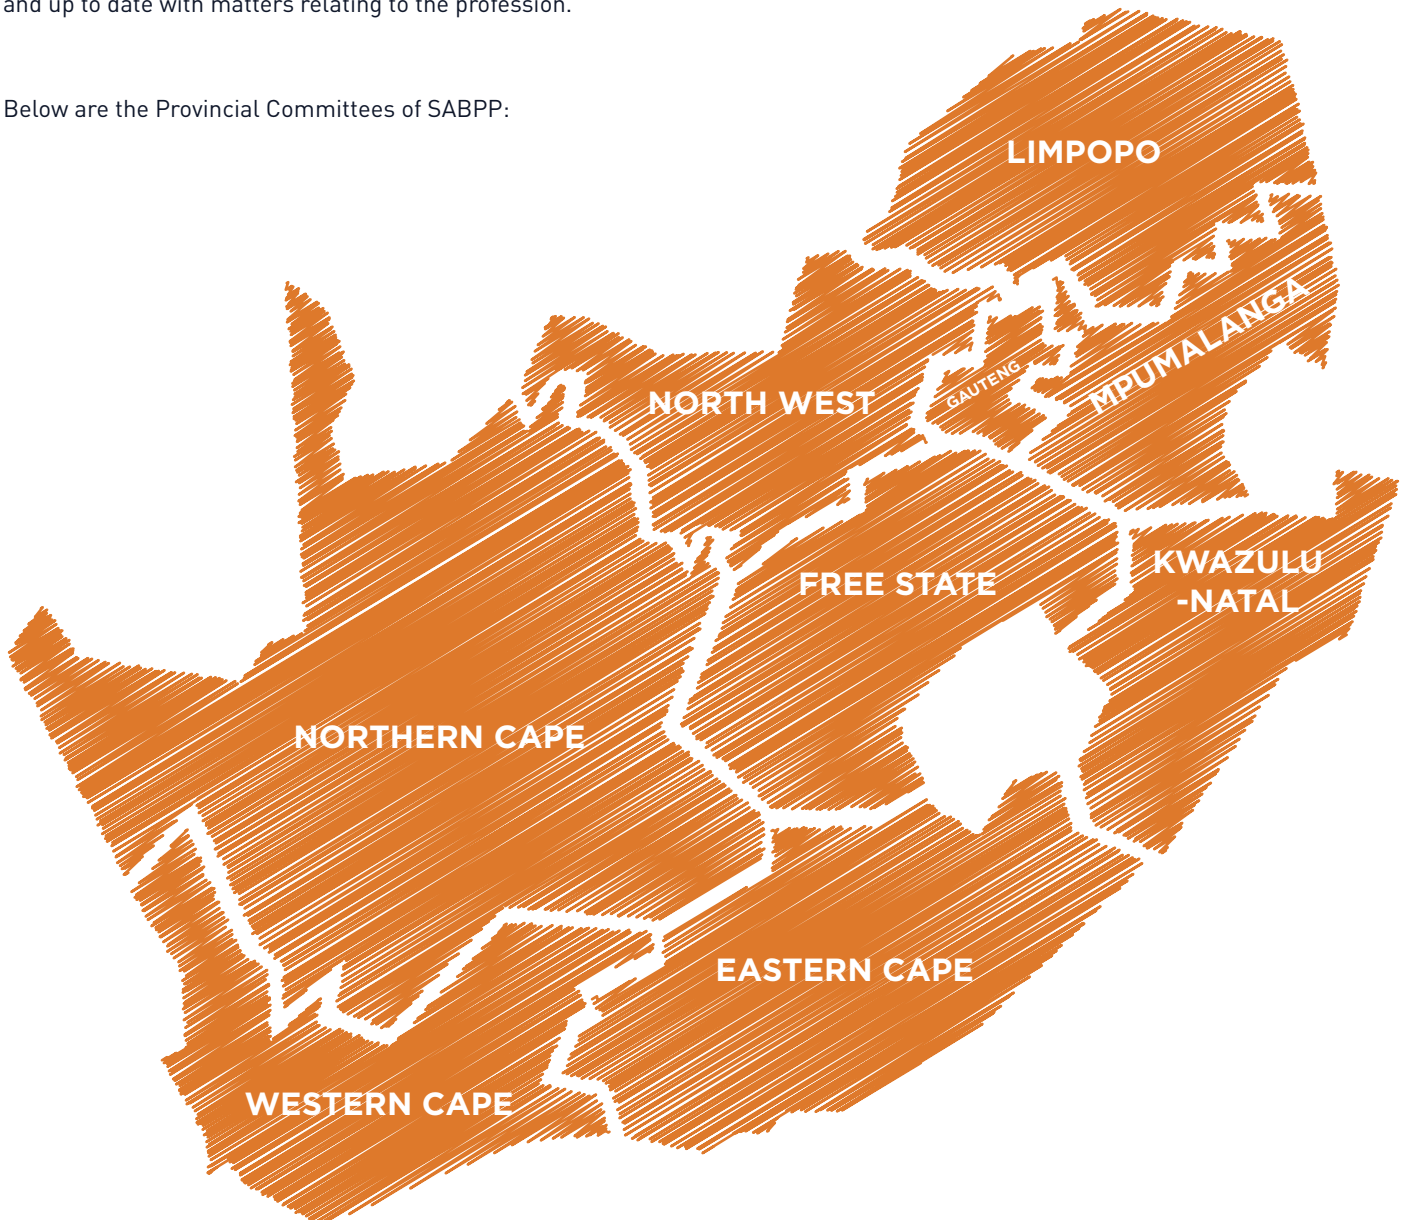 and up to date with matters relating to the profession.
Below are the Provincial Committees of SABPP:
LIMPOPO
MPUMALANGA
GAUTENG
NORTH WEST
FREE STATE
KWAZULU
-NATAL
NORTHERN CAPE
EASTERN CAPE
WESTERN CAPE